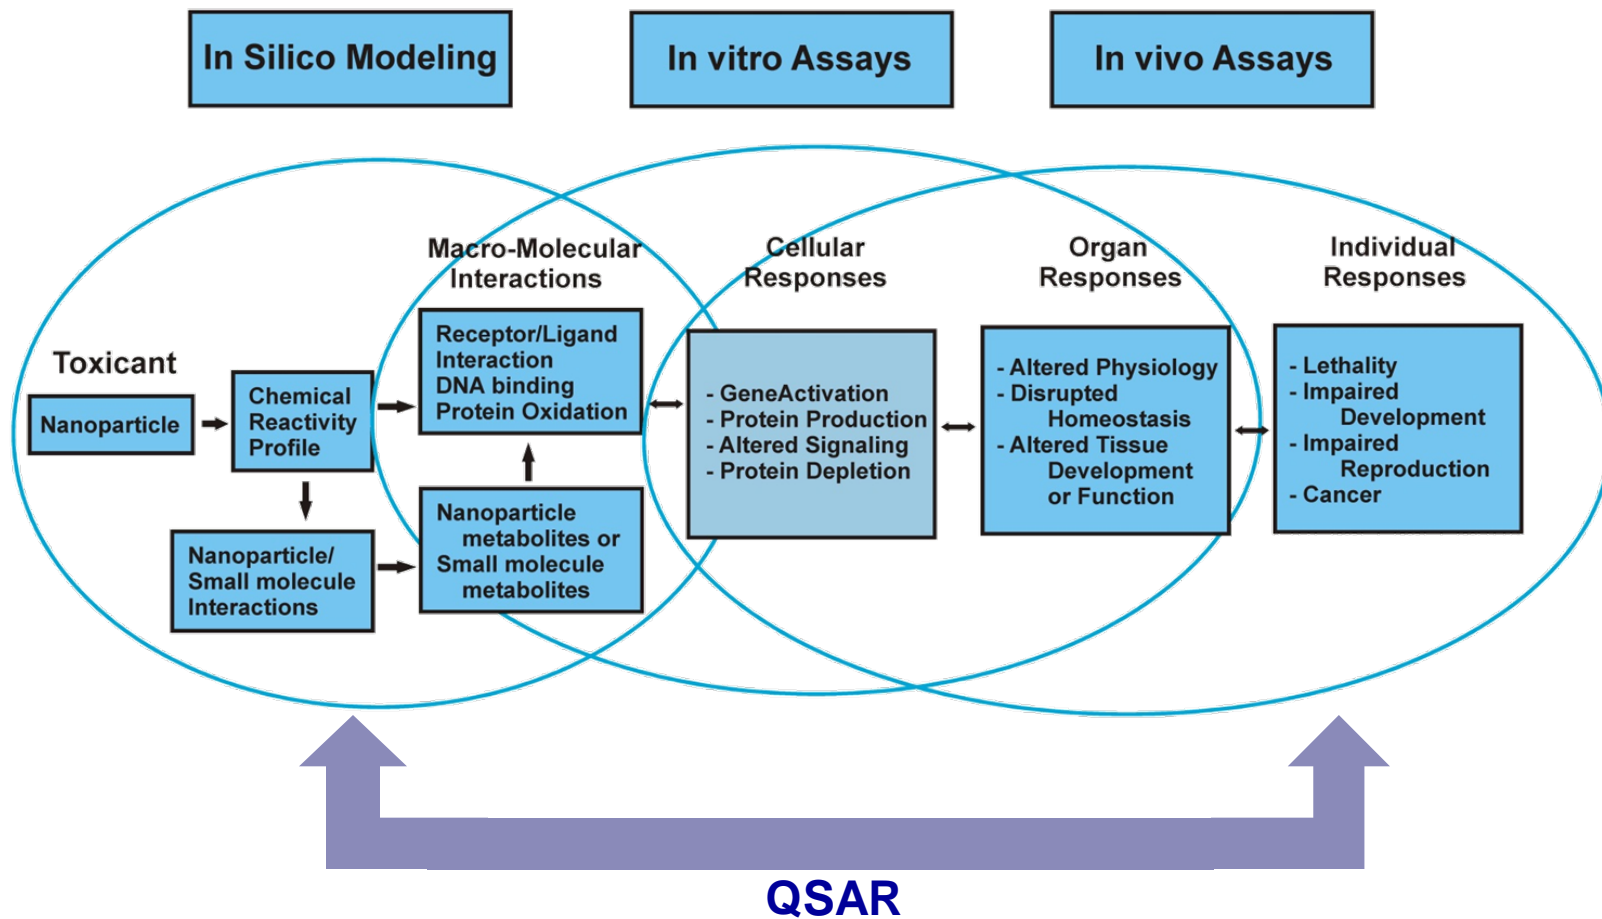 In Silico Modeling
In vitro Assays
In vivo Assays
Macro-Molecular
Interactions
Cellular
Responses
Organ
Responses
Individual
Responses
Toxicant
Nanoparticle
Chemical
Reactivity
Profile
Receptor/Ligand
Interaction
DNA binding
Protein Oxidation
Nanoparticle/
Small molecule
Interactions
Nanoparticle
metabolites or
Small molecule
metabolites
- GeneActivation
- Protein Production
- Altered Signaling
- Protein Depletion
- Altered Physiology
- Disrupted
Homeostasis
- Altered Tissue
Development
or Function
- Lethality
- Impaired
Development
- Impaired
Reproduction
- Cancer
QSAR